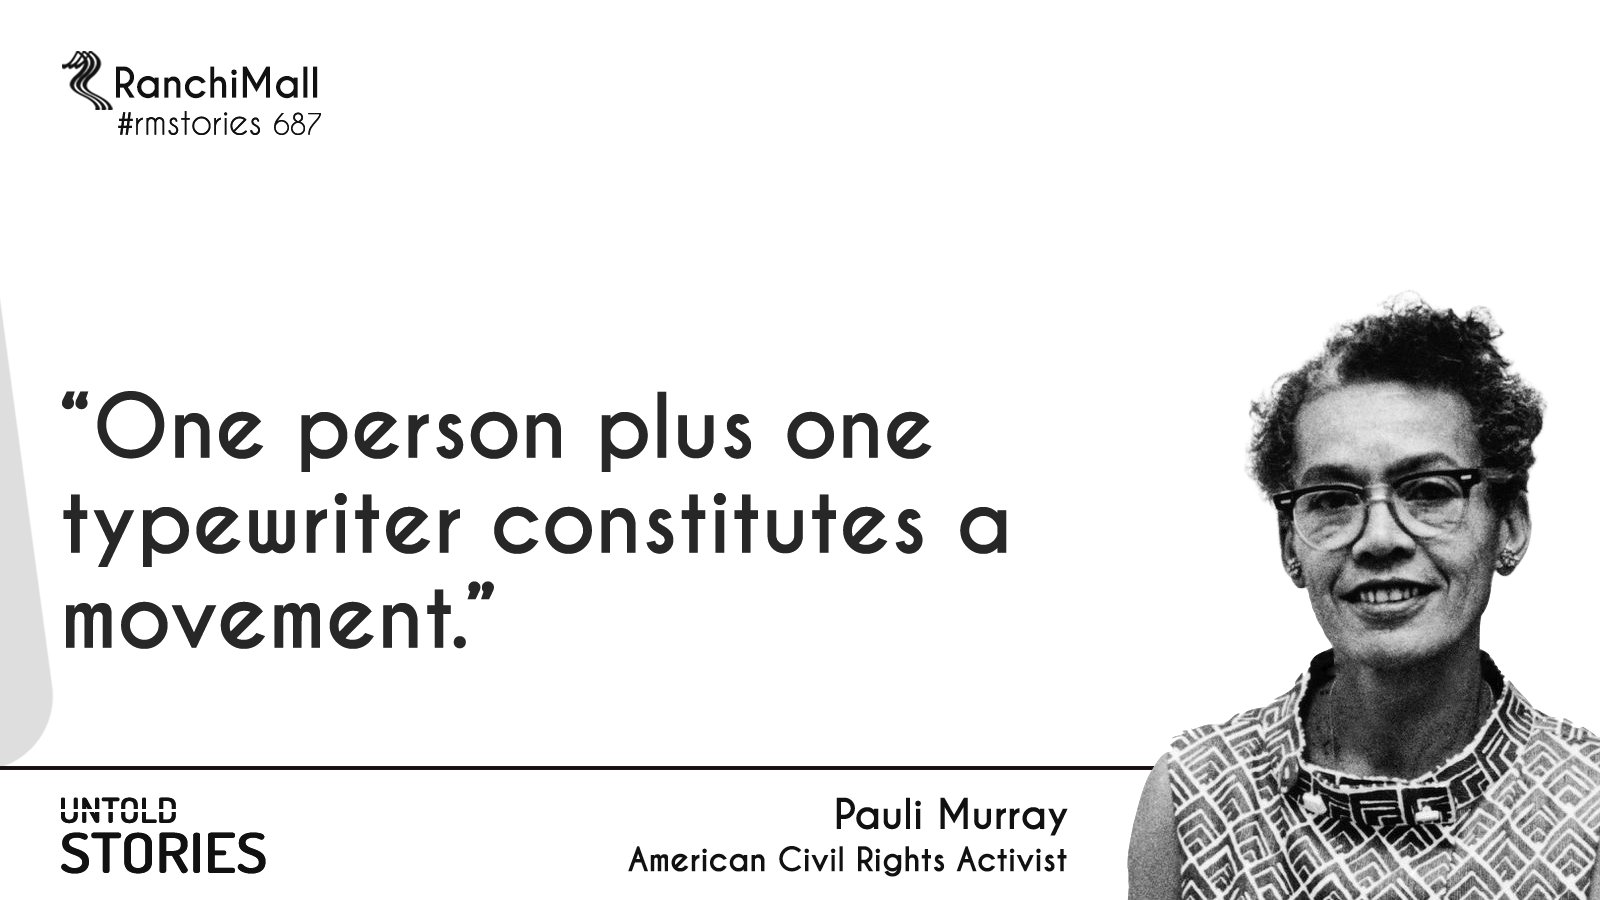 RanchiMall
#rmstories 687
“One person plus one
typewriter constitutes a
movement.”
UNTOLD
STORIES
Pauli Murray
American Civil Rights Activist